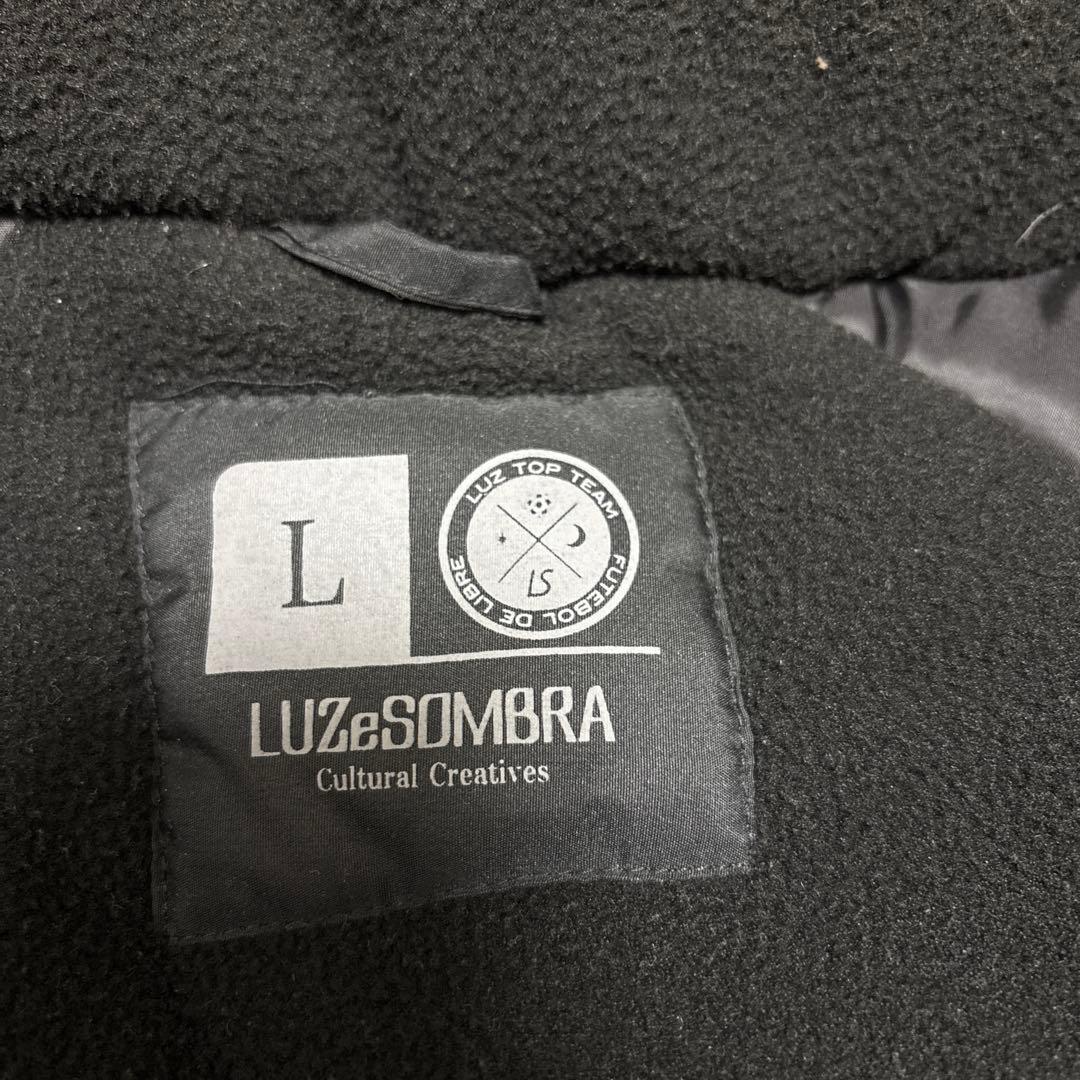 L
LUZ TOP TEAM
FUTEBOL DE LIBRE
LS
LUZeSOMBRA
Cultural Creatives